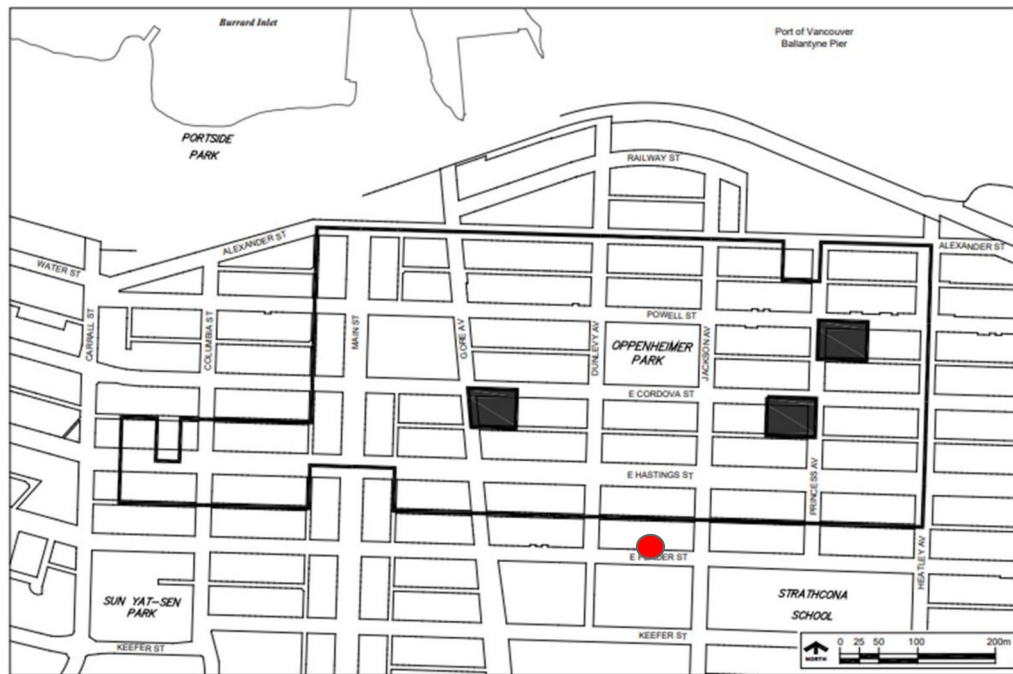 Burrard Inlet
Port of Vancouver
Ballantyne Pier
PORTSIDE
PARK
RAILWAY ST
ALEXANDER ST
ALEXANDER ST
WATER ST
CARRALL ST
COLUMBIA ST
MAIN ST
GORE AV
DUNLEVY AV
POWELL ST
OPPENHEIMER
PARK
JACKSON AV
E CORDOVA ST
E HASTINGS ST
PRINCESS AV
HEATLEY AV
ST
SUN YAT-SEN
PARK
STRATHCONA
SCHOOL
KEEFER ST
KEEFER ST
NORTH
0 25 50 100 200m